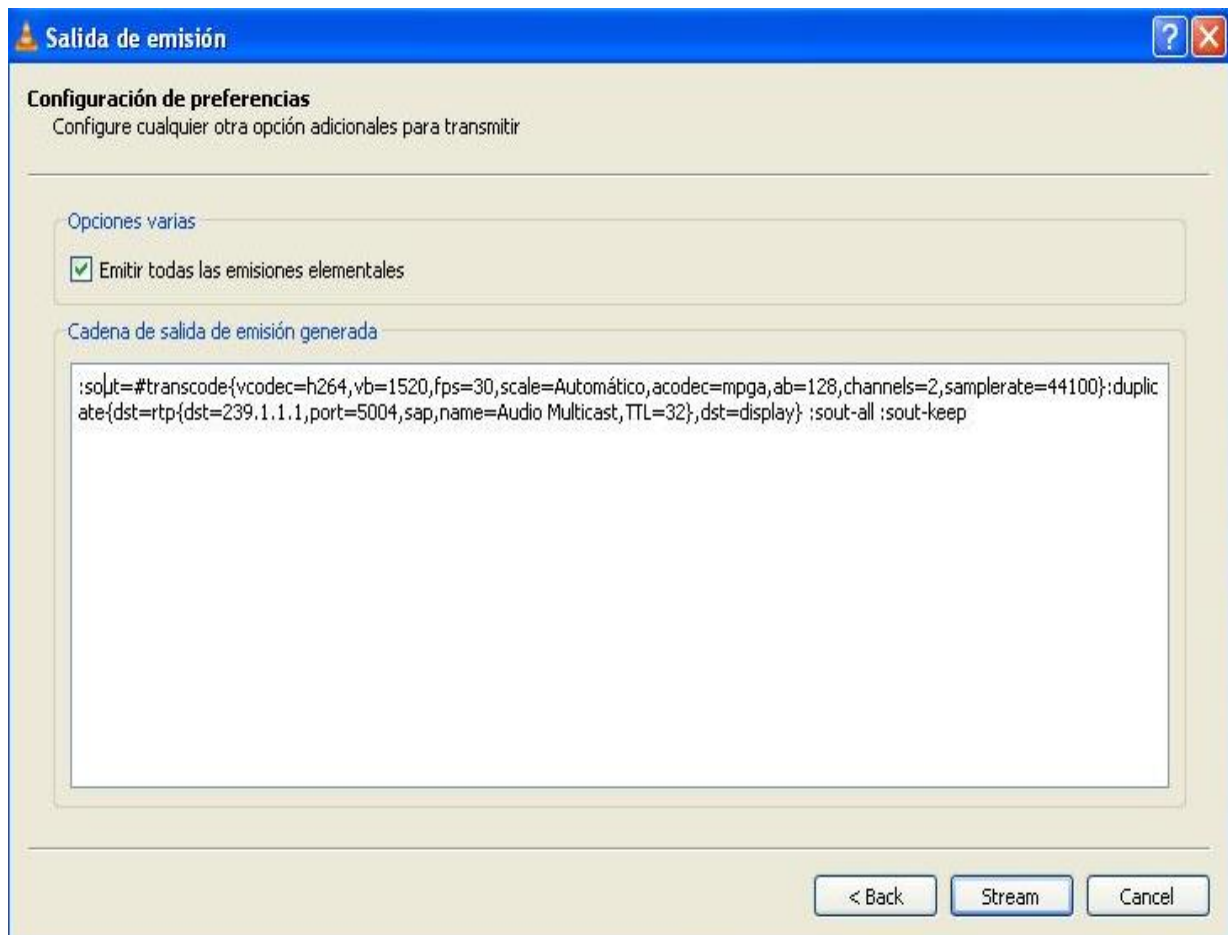 Salida de emisión
Configuración de preferencias
Configure cualquier otra opción adicionales para transmitir
Opciones varias
Emitir todas las emisiones elementales
Cadena de salida de emisión generada
:sout=#transcode{vcodec=h264,vb=1520,fps=30,scale=Automático,acodec=mpga,ab=128,channels=2,samplerate=44100}:duplic
ate{dst=rtp{dst=239.1.1.1,port=5004,sap,name=Audio Multicast,TTL=32},dst=display} :sout-all :sout-keep
< Back
Stream
Cancel